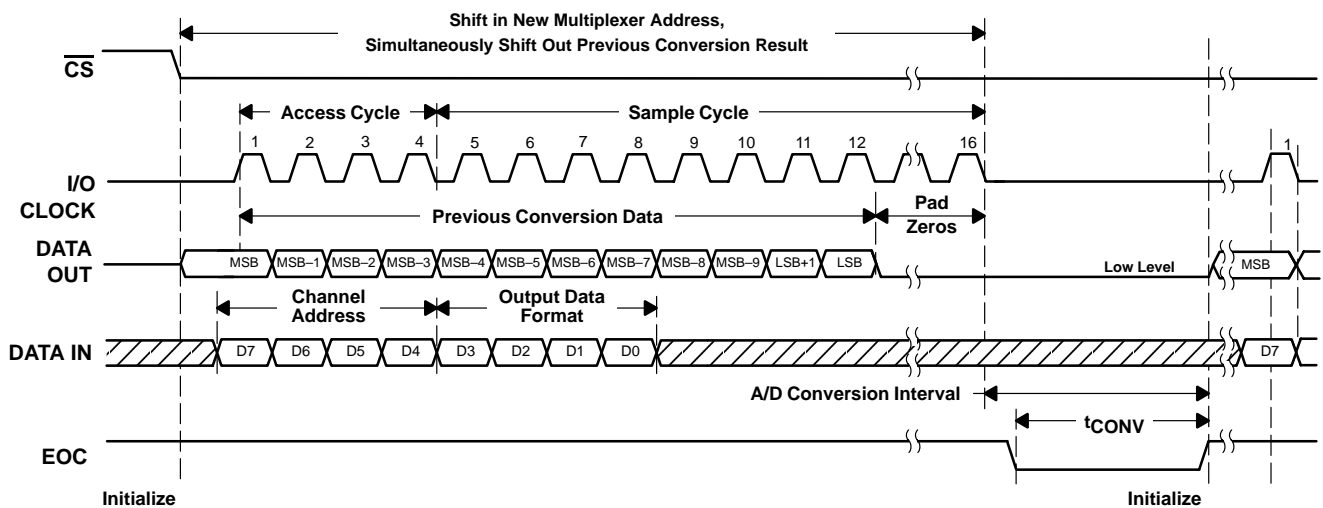 Shift in New Multiplexer Address,
Simultaneously Shift Out Previous Conversion Result
CS
Access Cycle
Sample Cycle
1 2 3 4 5 6 7 8 9 10 11 12 16 1
I/O
CLOCK
Previous Conversion Data
Pad
Zeros
DATA
OUT
MSB MSB–1 MSB–2 MSB–3 MSB–4 MSB–5 MSB–6 MSB–7 MSB–8 MSB–9 LSB+1 LSB
Low Level
MSB
Channel
Address
Output Data
Format
DATA IN
D7 D6 D5 D4 D3 D2 D1 D0 D7
A/D Conversion Interval
tCONV
EOC
Initialize
Initialize